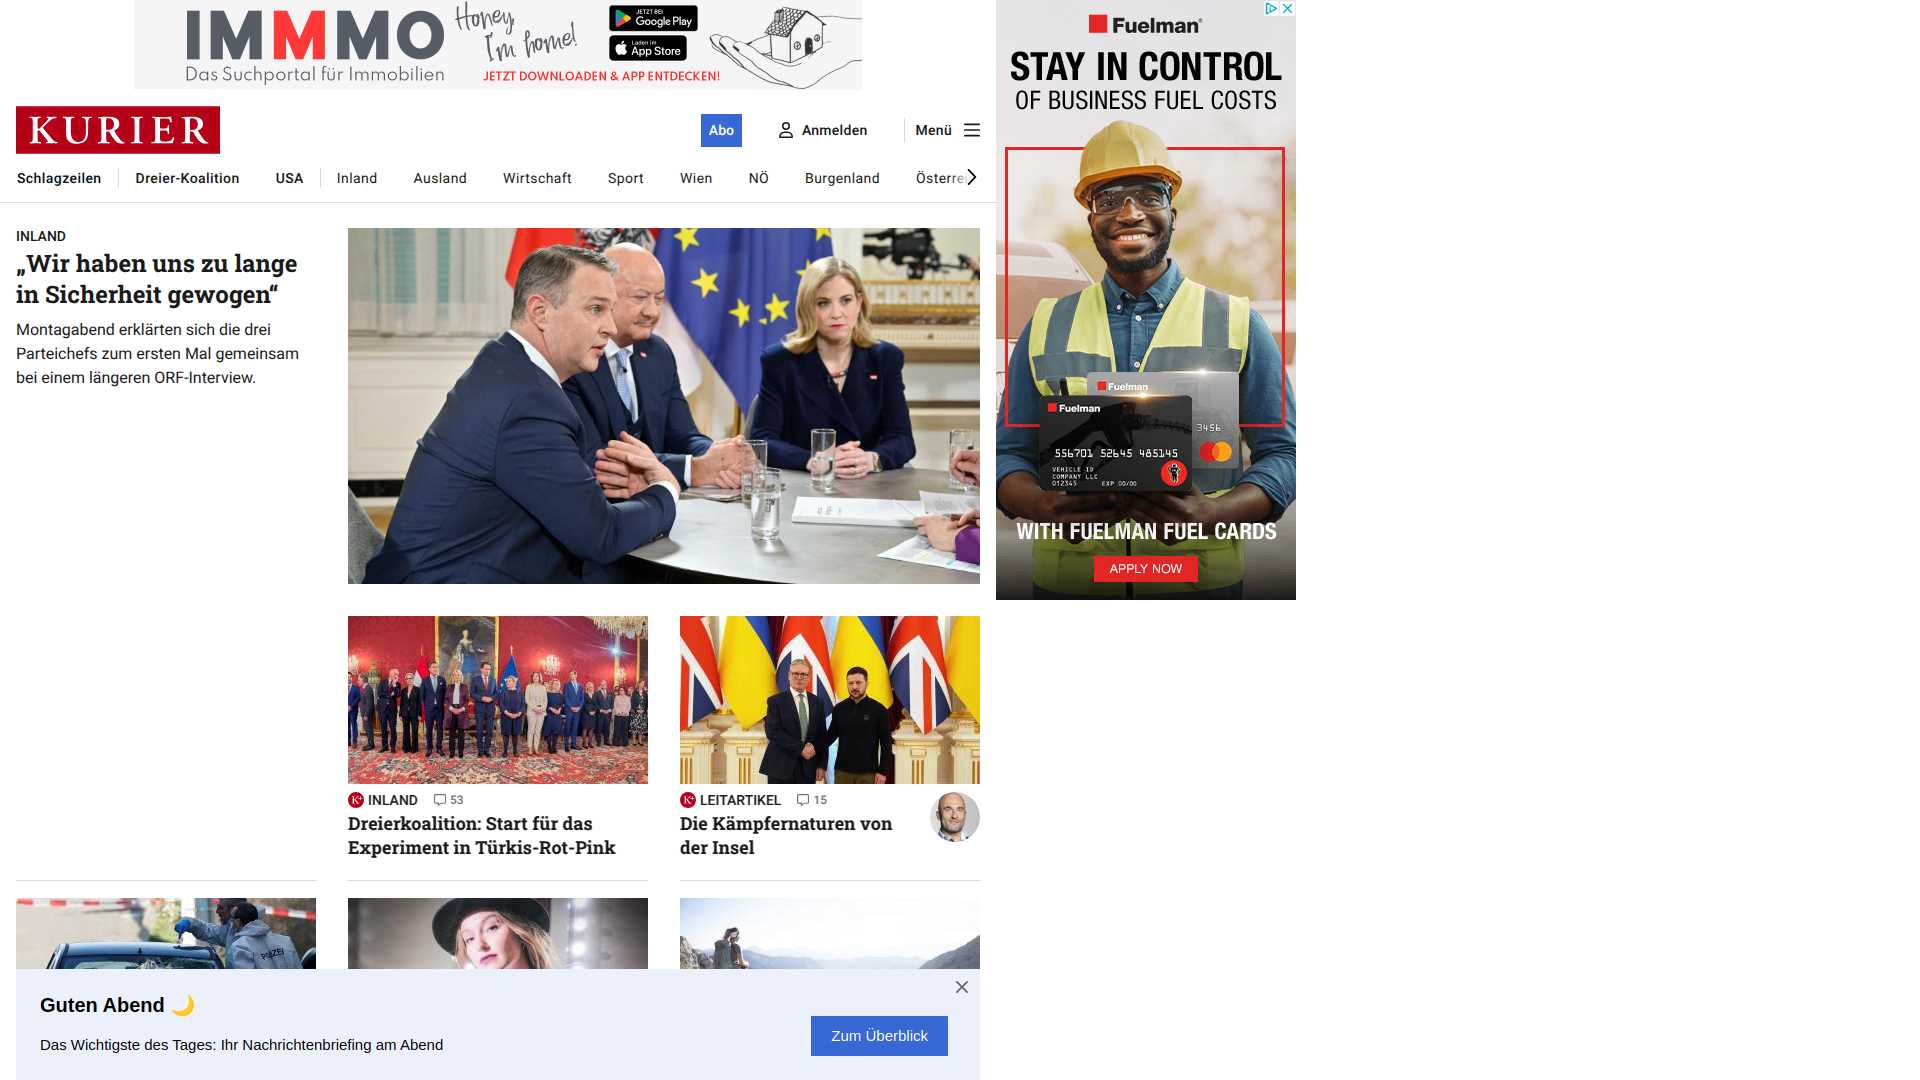 IMMMO
Das Suchportal für Immobilien
Honey,
I'm home!
JETZT BEI
Google Play
Laden im
App Store
JETZT DOWNLOADEN & APP ENTDECKEN!
KURIER
Abo
Anmelden
Menü
Schlagzeilen
Dreier-Koalition
USA
Inland
Ausland
Wirtschaft
Sport
Wien
NÖ
Burgenland
Österre
INLAND
„Wir haben uns zu lange
in Sicherheit gewogen“
Montagabend erklärten sich die drei
Parteichefs zum ersten Mal gemeinsam
bei einem längeren ORF-Interview.
K+ INLAND 53
Dreierkoalition: Start für das
Experiment in Türkis-Rot-Pink
K+ LEITARTIKEL 15
Die Kämpfernaturen von
der Insel
POLIZEI
Guten Abend 🌙
Das Wichtigste des Tages: Ihr Nachrichtenbriefing am Abend
Zum Überblick
Fuelman
STAY IN CONTROL
OF BUSINESS FUEL COSTS
Fuelman
Fuelman
3456
556701 52645 485145
VEHICLE ID
COMPANY LLC
012345 EXP 00/00
WITH FUELMAN FUEL CARDS
APPLY NOW